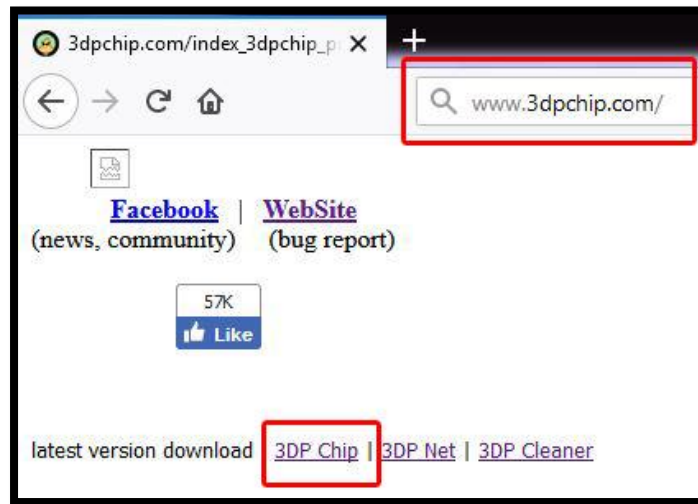 3dpchip.com/index_3dpchip_p
www.3dpchip.com/
Facebook | WebSite
(news, community) (bug report)
57K
Like
latest version download 3DP Chip | 3DP Net | 3DP Cleaner